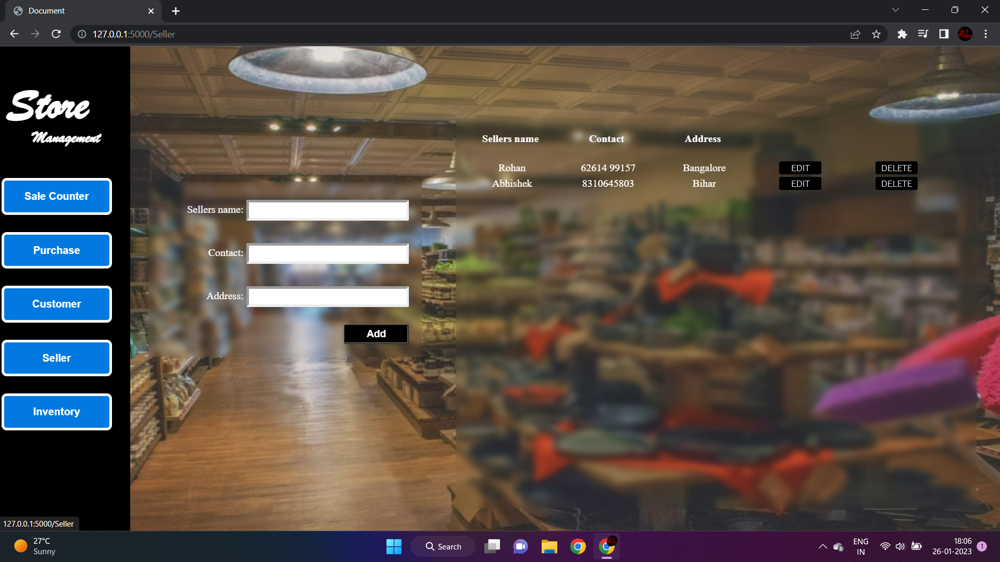 Document
127.0.0.1:5000/Seller
Store
Management
Sale Counter
Purchase
Customer
Seller
Inventory
Sellers name:
Contact:
Address:
Add
Sellers name Contact Address
Rohan 62614 99157 Bangalore EDIT DELETE
Abhishek 8310645803 Bihar EDIT DELETE
127.0.0.1:5000/Seller
27°C
Sunny
Search
ENG
IN
18:06
26-01-2023
1